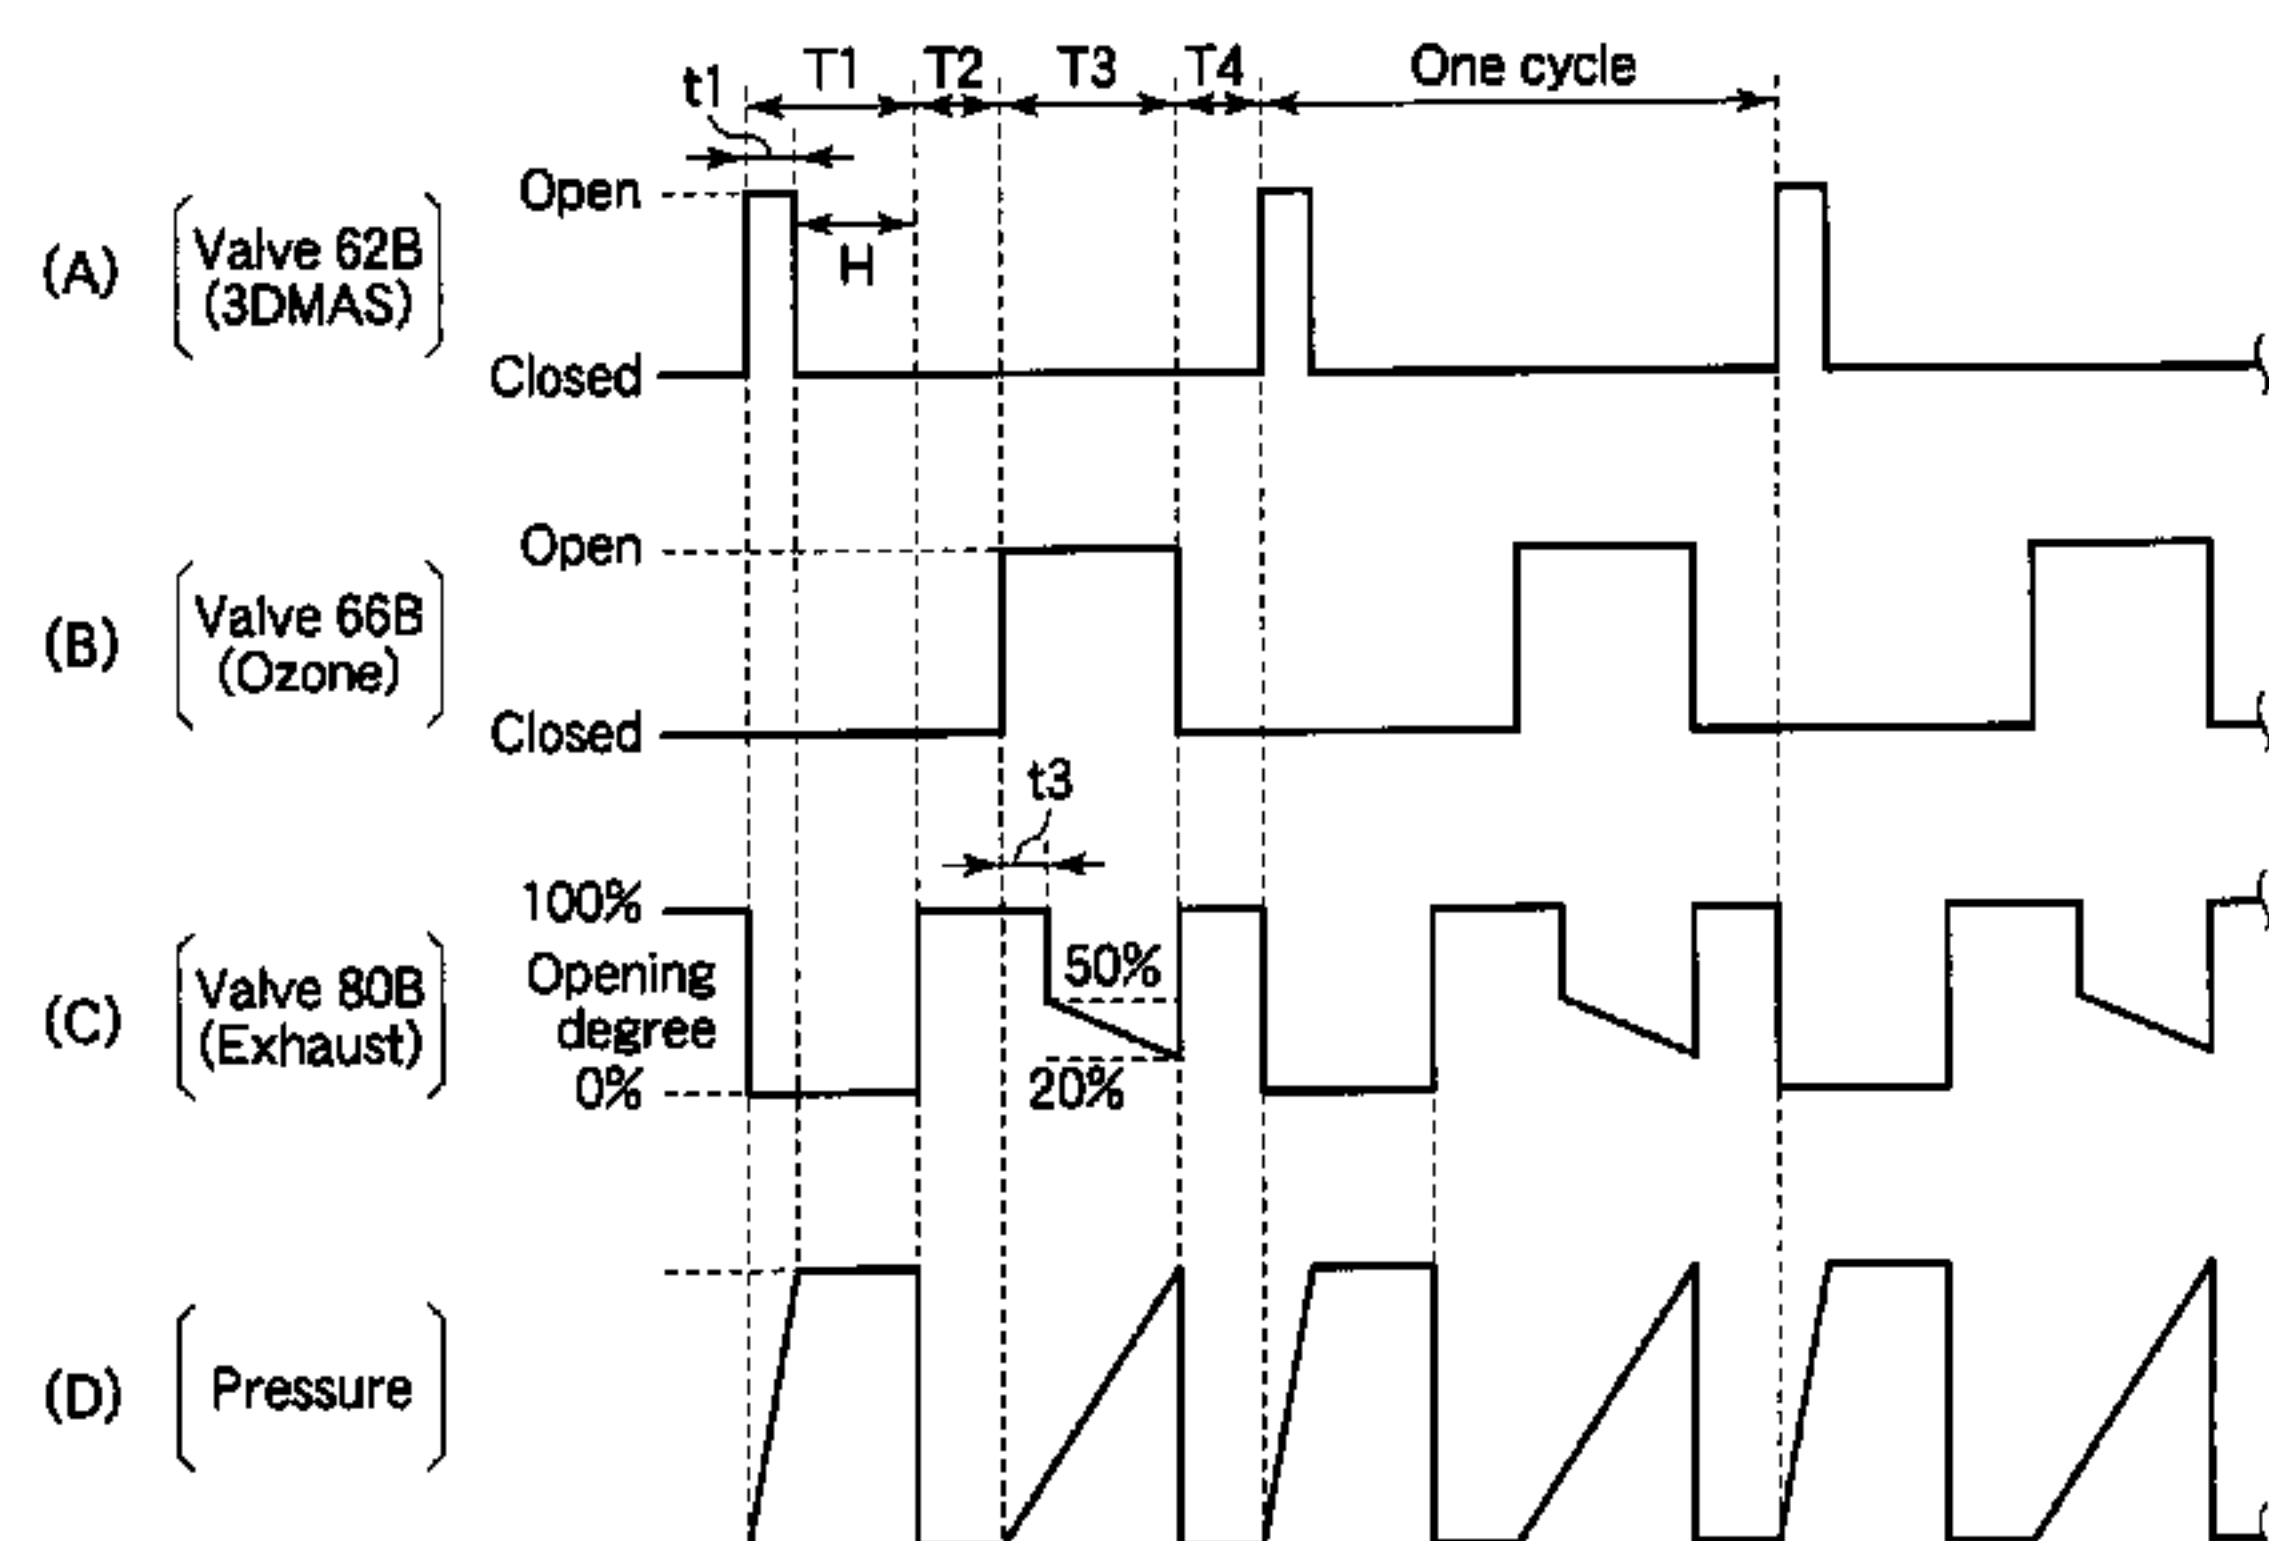 t1 T1 T2 T3 T4 One cycle
Open
H
(A) Valve 62B
(3DMAS)
Closed
Open
(B) Valve 66B
(Ozone)
Closed
t3
100%
50%
Opening
degree
(C) Valve 80B
(Exhaust)
0%
20%
(D) Pressure